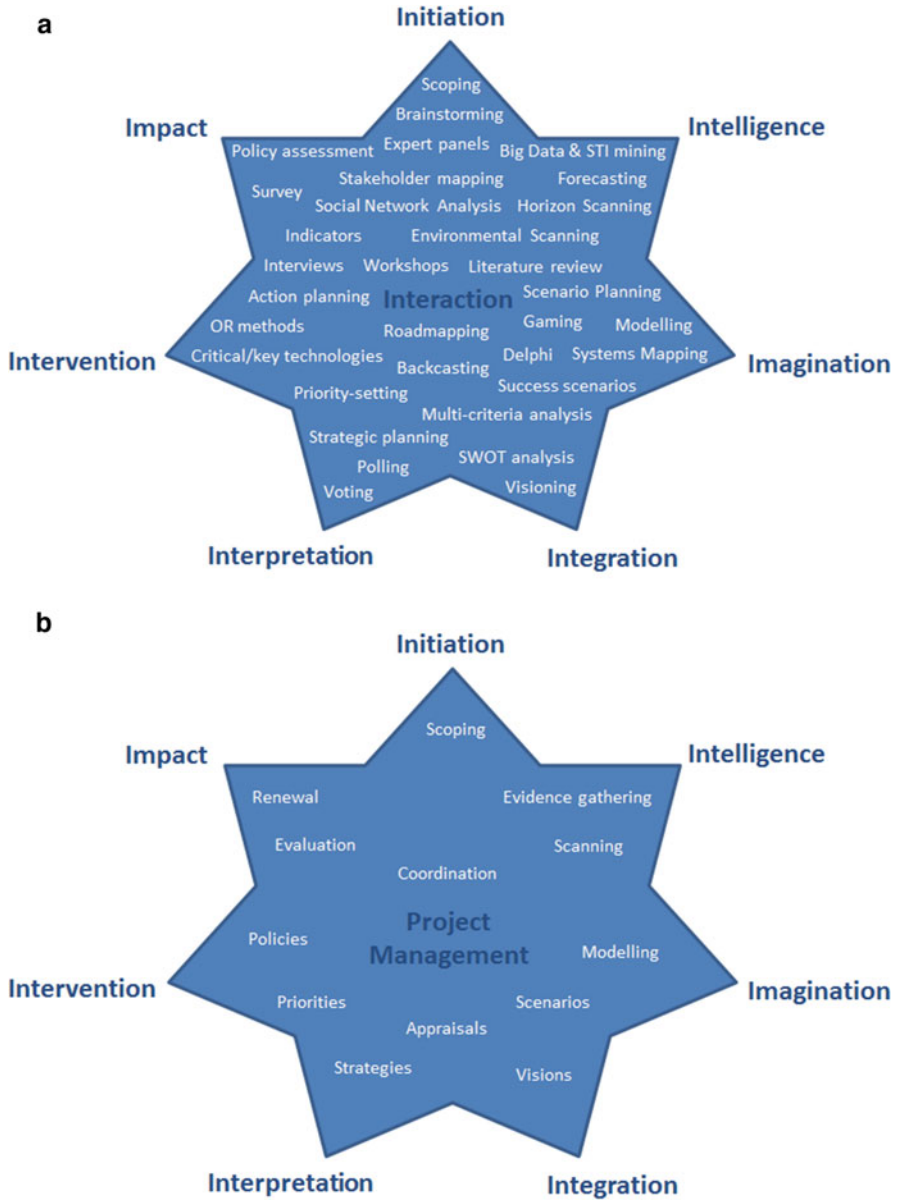 a
Initiation
Scoping
Brainstorming
Impact
Intelligence
Expert panels
Policy assessment
Big Data & STI mining
Stakeholder mapping
Forecasting
Survey
Social Network Analysis
Horizon Scanning
Indicators
Environmental Scanning
Interviews
Workshops
Literature review
Action planning
Interaction
Scenario Planning
OR methods
Roadmapping
Gaming
Modelling
Intervention
Critical/key technologies
Backcasting
Delphi
Systems Mapping
Imagination
Priority-setting
Success scenarios
Multi-criteria analysis
Strategic planning
SWOT analysis
Polling
Voting
Visioning
Interpretation
Integration
b
Initiation
Scoping
Impact
Intelligence
Renewal
Evidence gathering
Evaluation
Scanning
Coordination
Project
Management
Policies
Modelling
Intervention
Imagination
Priorities
Scenarios
Appraisals
Strategies
Visions
Interpretation
Integration